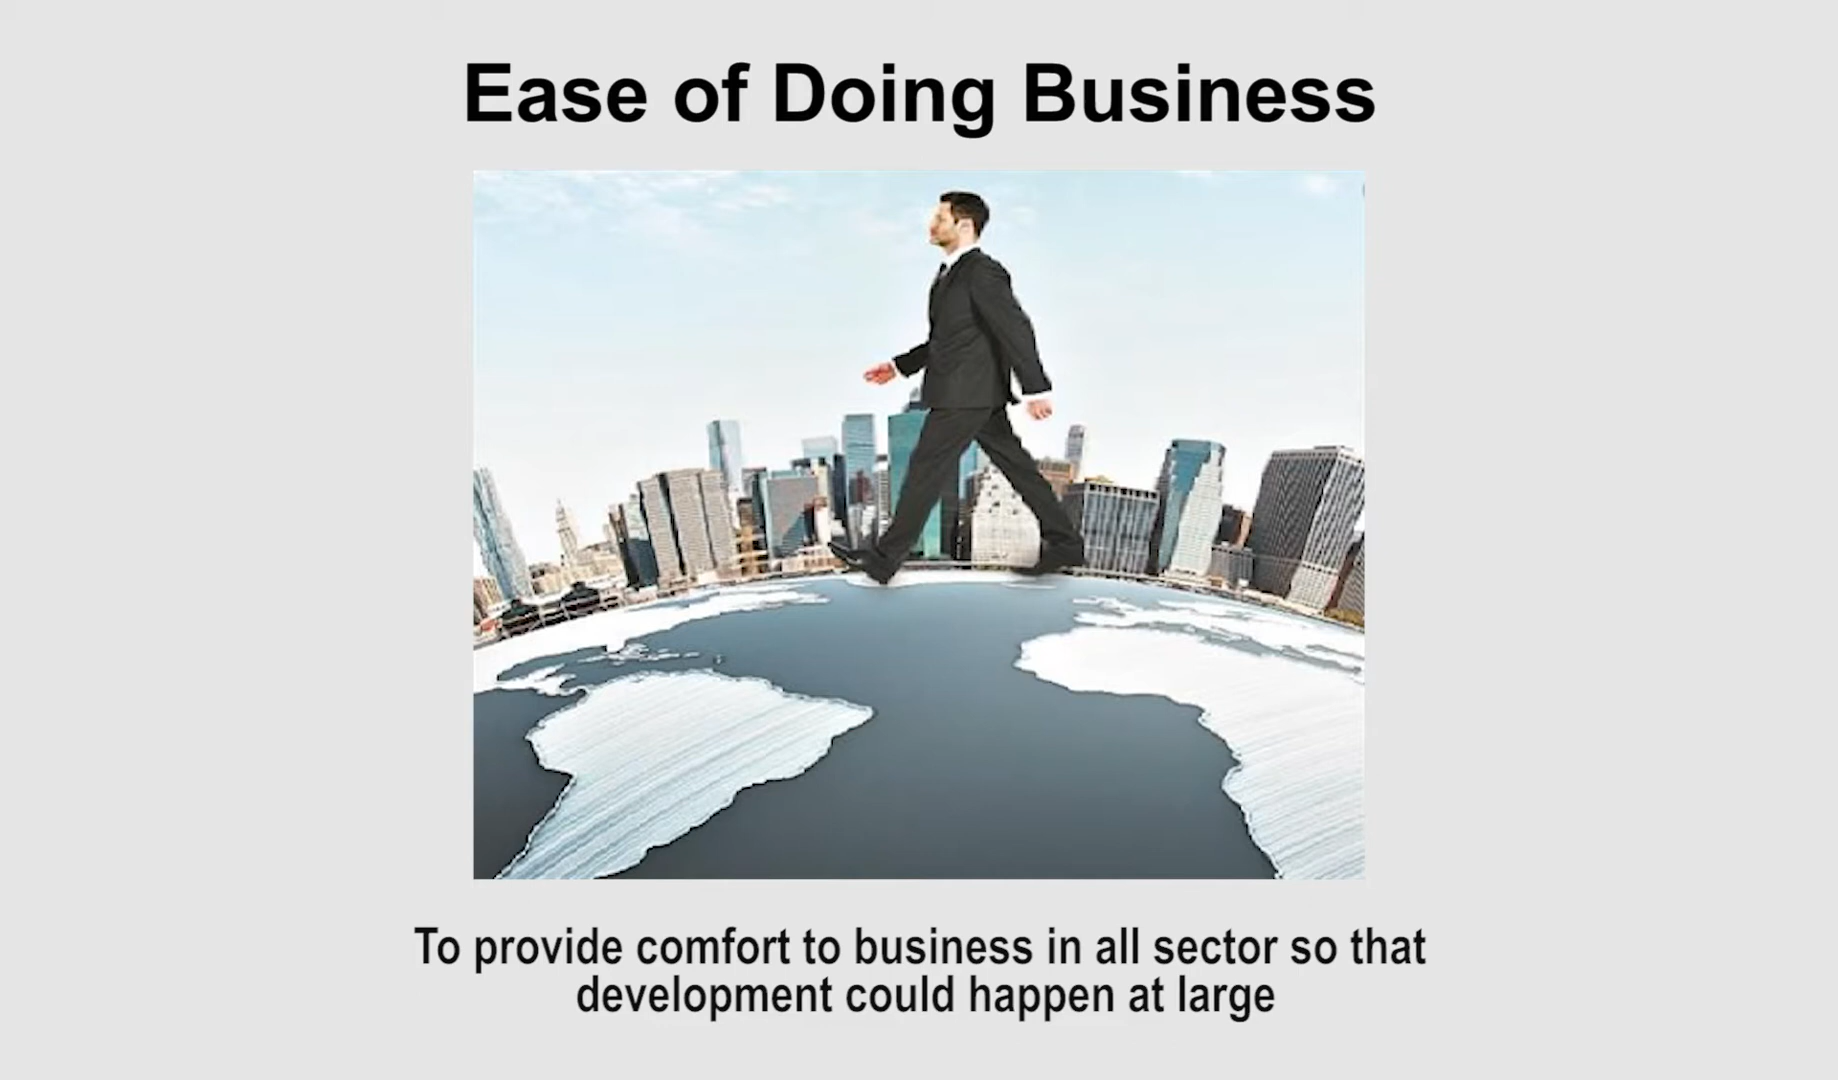 Ease of Doing Business
To provide comfort to business in all sector so that
development could happen at large